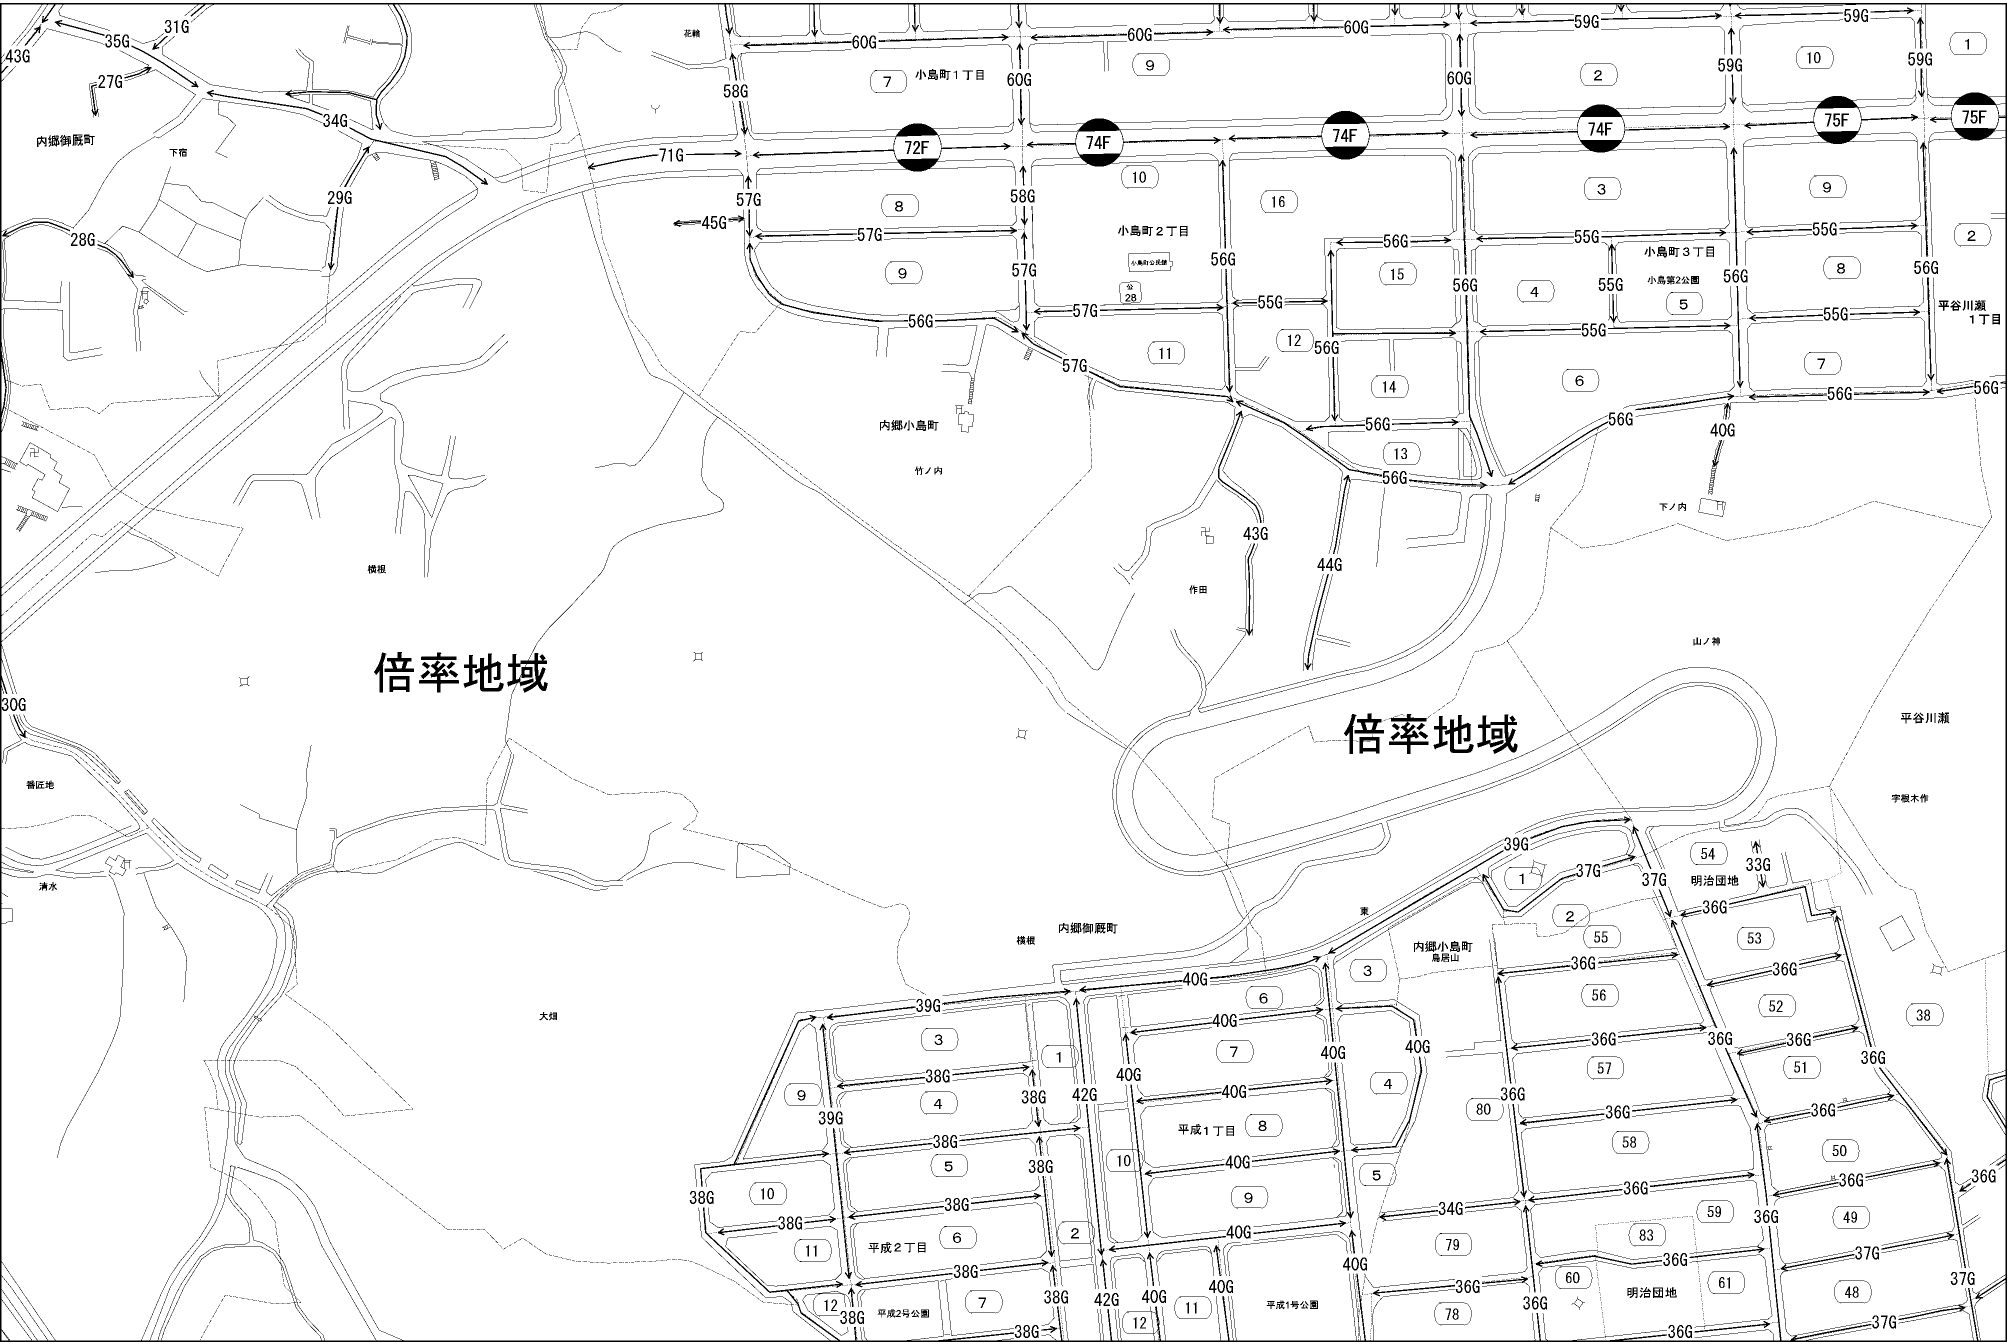 31G
35G
43G
27G
34G
内郷御厩町
下宿
29G
28G
花輪
60G
60G
60G
59G
59G
7
小島町1丁目
9
60G
60G
2
59G
10
59G
1
58G
71G
72F
74F
74F
74F
75F
75F
57G
45G
8
57G
58G
10
小島町2丁目
16
3
9
9
57G
小島町公民館
公
28
56G
56G
15
56G
55G
小島町3丁目
小島第2公園
55G
4
5
55G
56G
8
56G
2
平谷川瀬
1丁目
56G
57G
55G
55G
55G
11
12
56G
57G
14
6
7
56G
56G
56G
56G
13
56G
40G
内郷小島町
竹ノ内
43G
44G
作田
下ノ内
横根
倍率地域
倍率地域
山ノ神
平谷川瀬
字根木作
30G
番匠地
清水
39G
37G
1
37G
54
33G
明治団地
36G
東
2
55
53
内郷御厩町
横根
内郷小島町
鳥居山
3
36G
36G
40G
39G
大畑
6
56
52
38
3
40G
7
40G
40G
36G
36G
36G
36G
1
38G
4
38G
42G
40G
40G
4
57
51
9
39G
36G
80
36G
36G
平成1丁目
8
58
50
38G
5
38G
10
40G
5
36G
36G
36G
10
38G
38G
38G
9
34G
59
36G
49
11
平成2丁目
6
2
40G
79
83
36G
37G
38G
40G
36G
60
明治団地
61
48
37G
12
38G
平成2号公園
7
38G
42G
40G
12
11
40G
平成1号公園
78
36G
38G
36G
37G